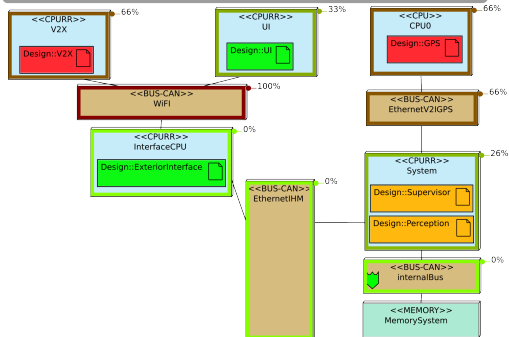 <<CPURR>>
V2X
66%
Design::V2X
<<CPURR>>
UI
33%
Design::UI
<<CPU>>
CPU0
66%
Design::GPS
<<BUS-CAN>>
WiFI
100%
<<BUS-CAN>>
EthernetV2IGPS
66%
<<CPURR>>
InterfaceCPU
0%
Design::ExteriorInterface
<<BUS-CAN>>
EthernetIHM
0%
<<CPURR>>
System
26%
Design::Supervisor
Design::Perception
<<BUS-CAN>>
internalBus
0%
<<MEMORY>>
MemorySystem